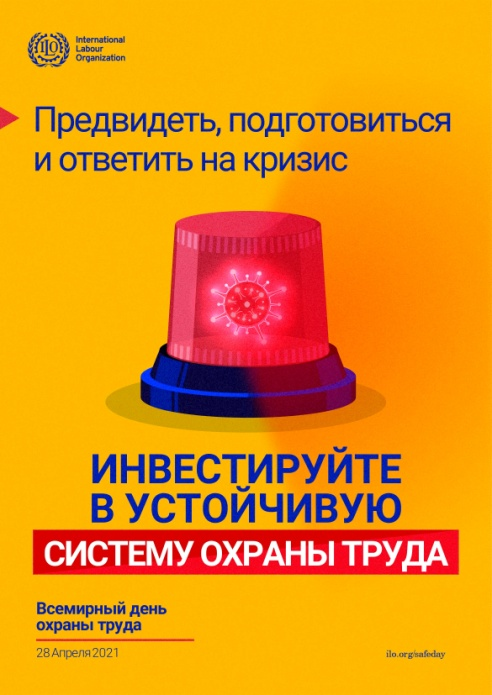 International
Labour
Organization
Предвидеть, подготовиться
и ответить на кризис
ИНВЕСТИРУЙТЕ
В УСТОЙЧИВУЮ
СИСТЕМУ ОХРАНЫ ТРУДА
Всемирный день
охраны труда
28 Апреля 2021
ilo.org/safeday